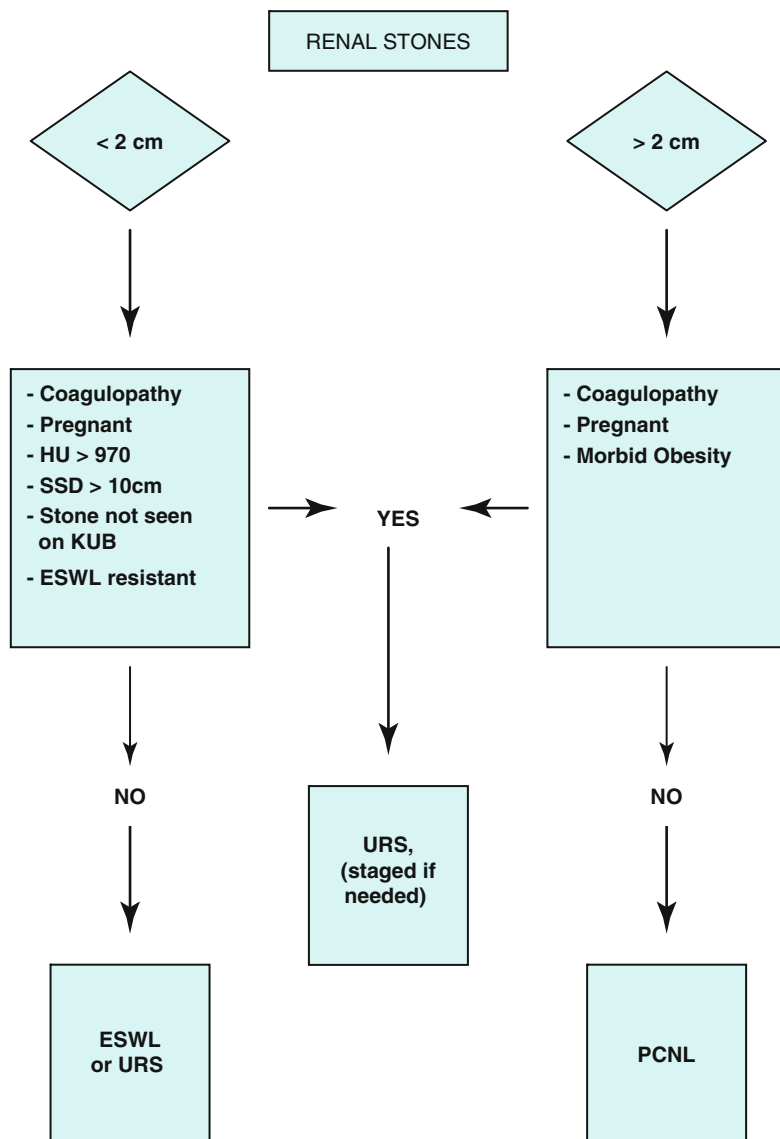 RENAL STONES
< 2 cm
> 2 cm
- Coagulopathy
- Pregnant
- HU > 970
- SSD > 10cm
- Stone not seen
on KUB
- ESWL resistant
- Coagulopathy
- Pregnant
- Morbid Obesity
YES
NO
NO
URS,
(staged if
needed)
ESWL
or URS
PCNL